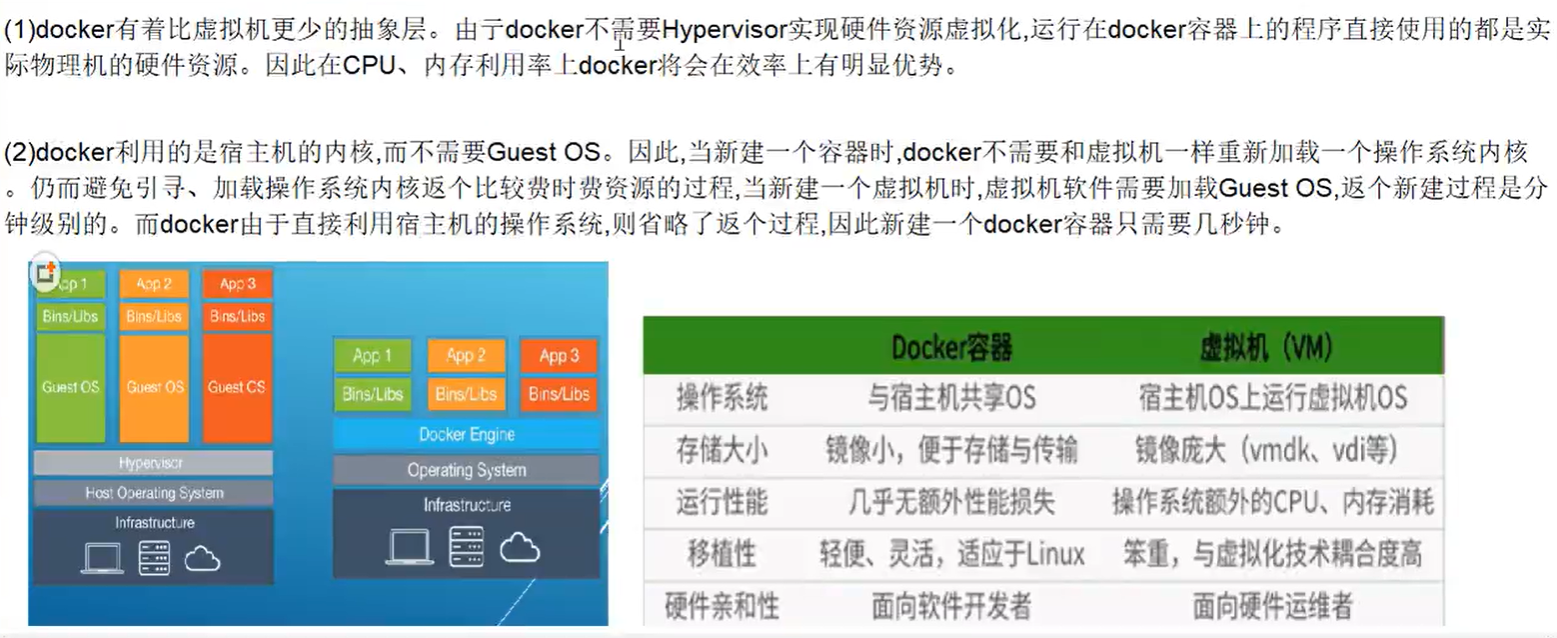 (1)docker有着比虚拟机更少的抽象层。由亍docker不需要Hypervisor实现硬件资源虚拟化,运行在docker容器上的程序直接使用的都是实
际物理机的硬件资源。因此在CPU、内存利用率上docker将会在效率上有明显优势。
(2)docker利用的是宿主机的内核,而不需要Guest OS。因此,当新建一个容器时,docker不需要和虚拟机一样重新加载一个操作系统内核
。仍而避免引寻、加载操作系统内核返个比较费时费资源的过程,当新建一个虚拟机时,虚拟机软件需要加载Guest OS,返个新建过程是分
钟级别的。而docker由于直接利用宿主机的操作系统,则省略了返个过程,因此新建一个docker容器只需要几秒钟。
App 2 App 3
Bins/Libs Bins/Libs Bins/Libs
Guest OS Guest OS Guest OS
Hypervisor
Host Operating System
Infrastructure
App 1 App 2 App 3
Bins/Libs Bins/Libs Bins/Libs
Docker Engine
Operating System
Infrastructure
Docker容器 虚拟机（VM）
操作系统 与宿主机共享OS 宿主机OS上运行虚拟机OS
存储大小 镜像小，便于存储与传输 镜像庞大（vmdk、vdi等）
运行性能 几乎无额外性能损失 操作系统额外的CPU、内存消耗
移植性 轻便、灵活，适应于Linux 笨重，与虚拟化技术耦合度高
硬件亲和性 面向软件开发者 面向硬件运维者